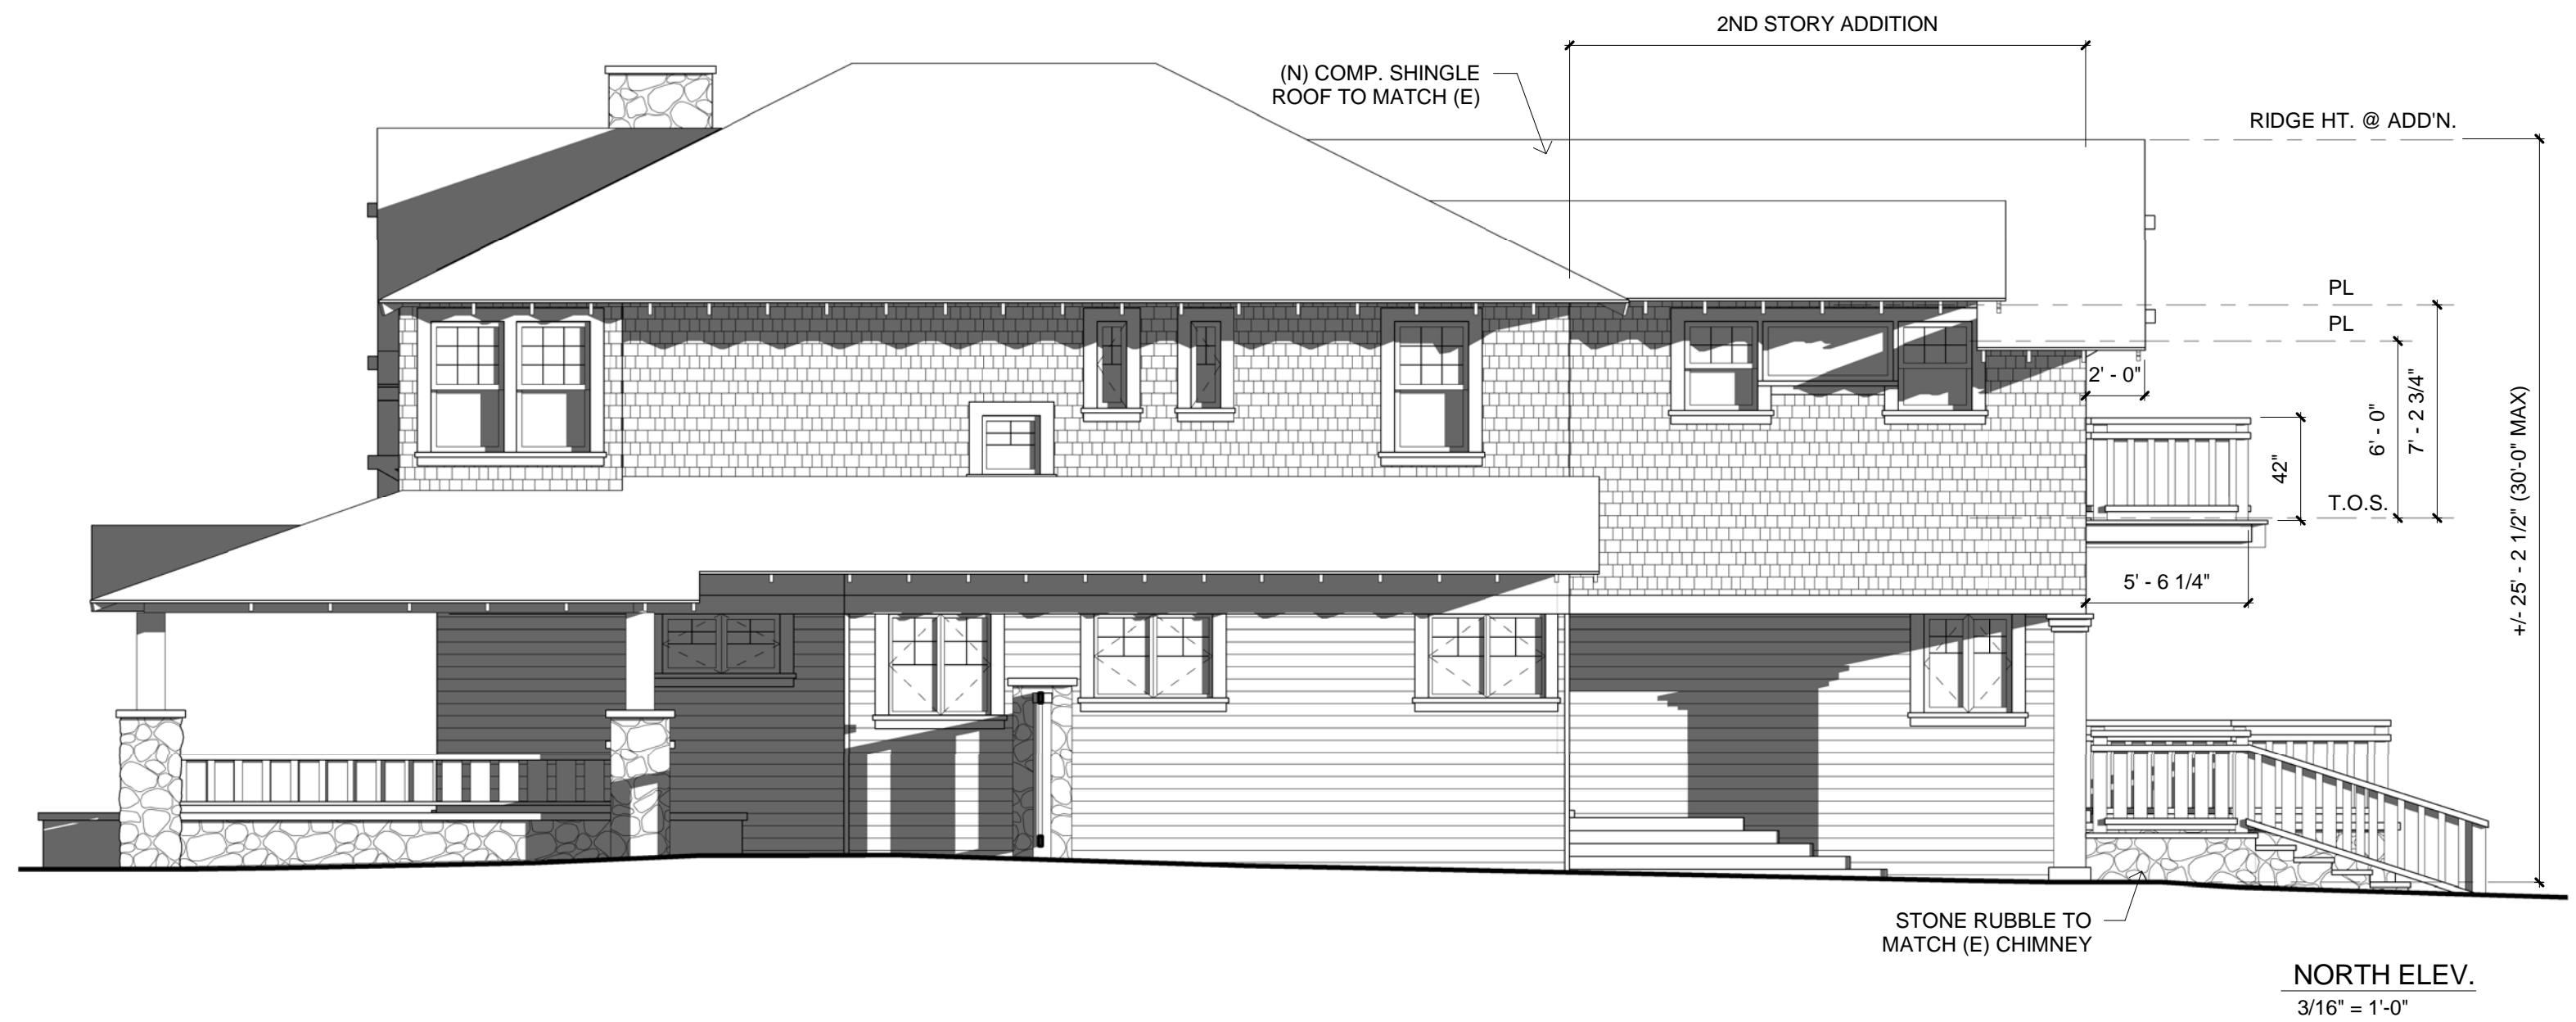 2ND STORY ADDITION
(N) COMP. SHINGLE
ROOF TO MATCH (E)
RIDGE HT. @ ADD'N.
PL
PL
2' - 0"
6' - 0"
7' - 2 3/4"
+/- 25' - 2 1/2" (30'-0" MAX)
42"
T.O.S.
5' - 6 1/4"
STONE RUBBLE TO
MATCH (E) CHIMNEY
NORTH ELEV.
3/16" = 1'-0"